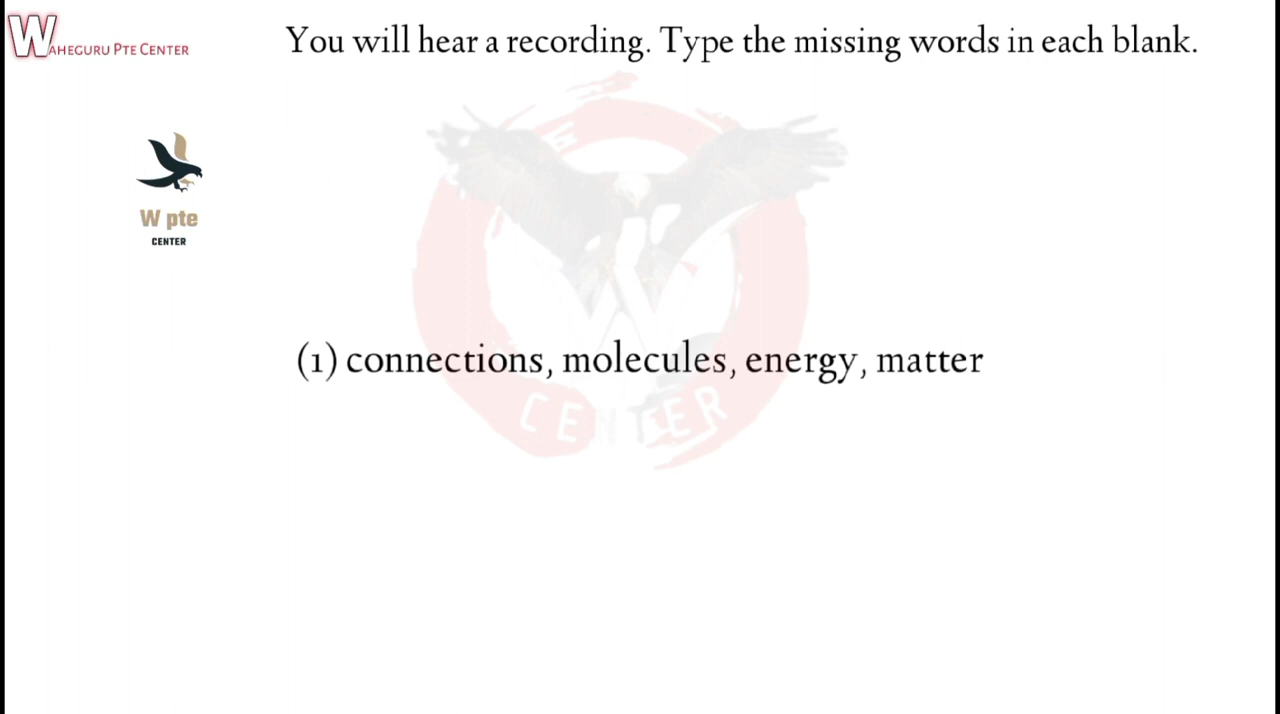 WAHEGURU PTE CENTER
You will hear a recording. Type the missing words in each blank.
W pte
CENTER
(1) connections, molecules, energy, matter
CENTER